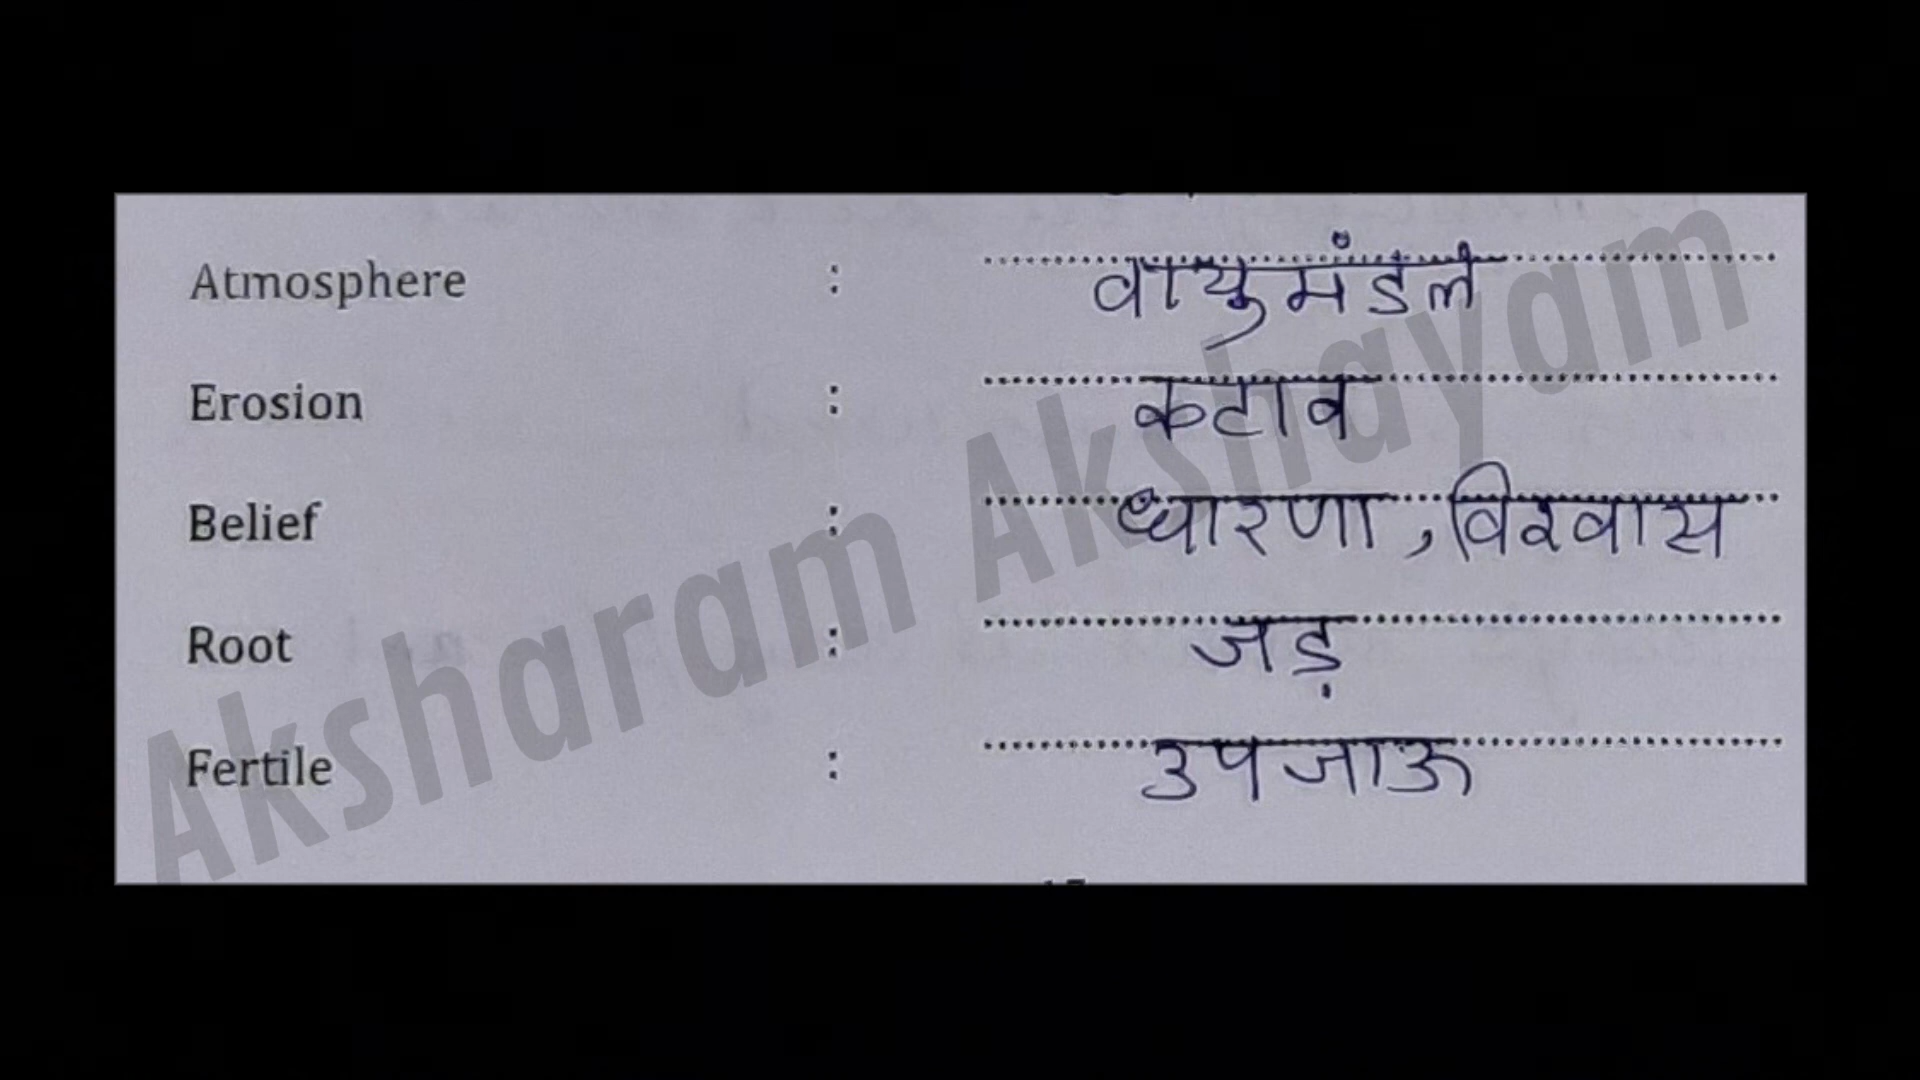 Atmosphere : वायुमंडल
Erosion : कटाव
Belief : धारणा, विश्वास
Root : जड़
Fertile : उपजाऊ
Aksharam Akshayam